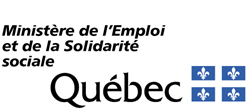 Ministère de l'Emploi
et de la Solidarité
sociale
Québec